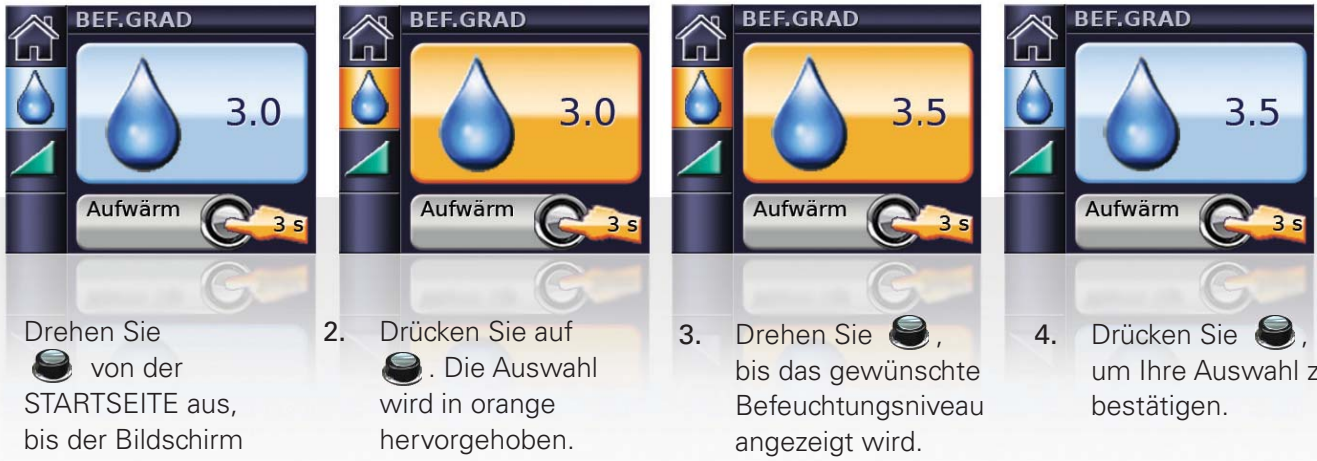 BEF.GRAD
3.0
Aufwärm
3 s
BEF.GRAD
3.0
Aufwärm
3 s
BEF.GRAD
3.5
Aufwärm
3 s
BEF.GRAD
3.5
Aufwärm
3 s
Drehen Sie
von der
STARTSEITE aus,
bis der Bildschirm
2. Drücken Sie auf
. Die Auswahl
wird in orange
hervorgehoben.
3. Drehen Sie ,
bis das gewünschte
Befeuchtungsniveau
angezeigt wird.
4. Drücken Sie ,
um Ihre Auswahl z
bestätigen.